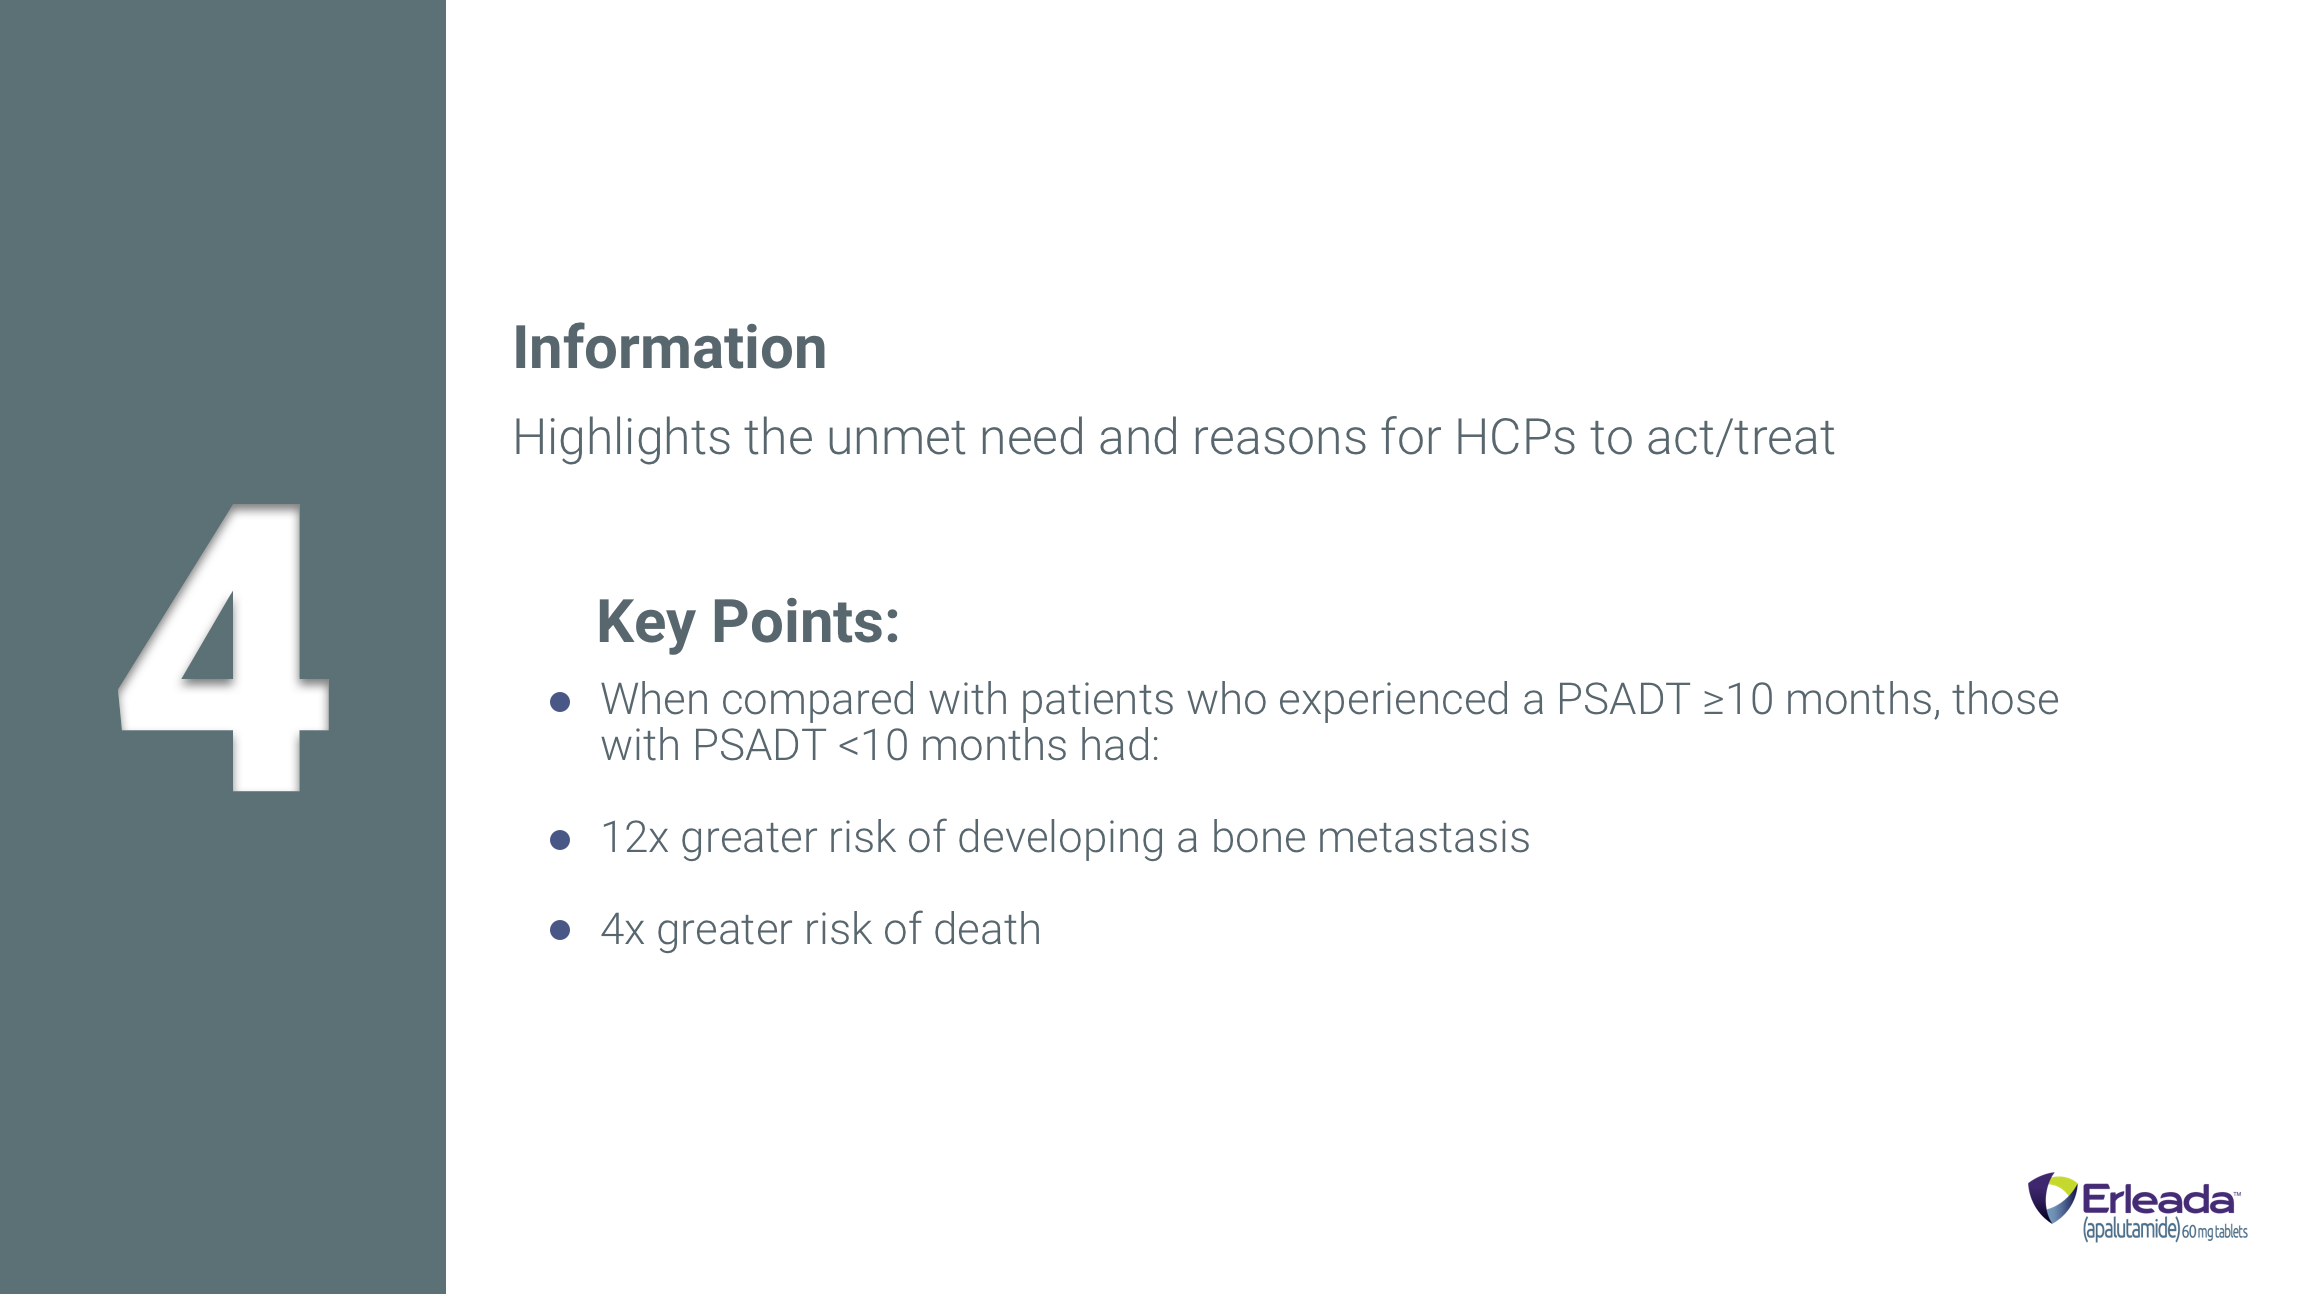 4
Information
Highlights the unmet need and reasons for HCPs to act/treat
Key Points:
● When compared with patients who experienced a PSADT ≥10 months, those
with PSADT <10 months had:
● 12x greater risk of developing a bone metastasis
● 4x greater risk of death
Erleada™
(apalutamide) 60 mg tablets